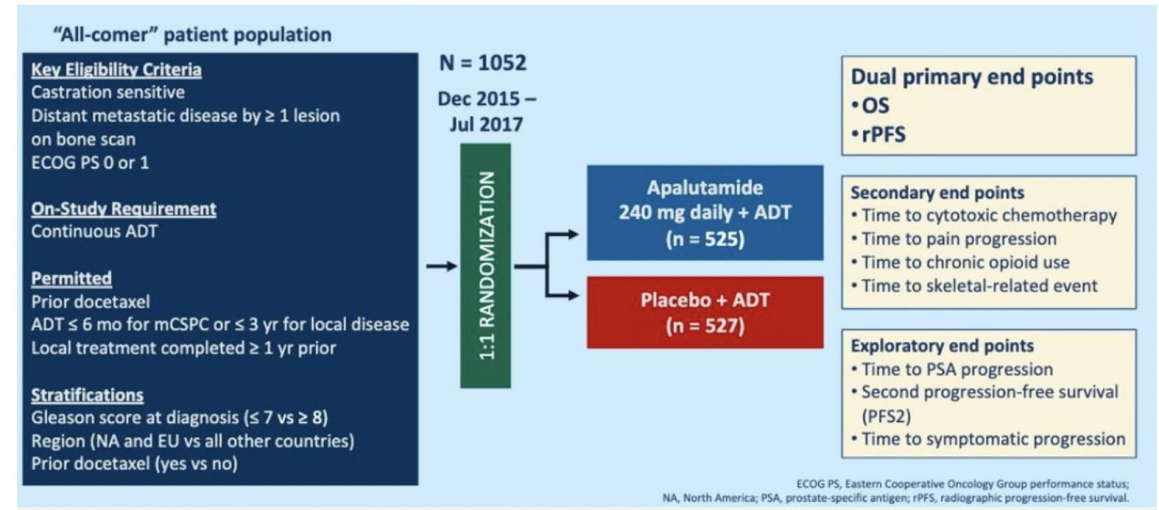 “All-comer” patient population
Key Eligibility Criteria
Castration sensitive
Distant metastatic disease by ≥ 1 lesion
on bone scan
ECOG PS 0 or 1
On-Study Requirement
Continuous ADT
Permitted
Prior docetaxel
ADT ≤ 6 mo for mCSPC or ≤ 3 yr for local disease
Local treatment completed ≥ 1 yr prior
Stratifications
Gleason score at diagnosis (≤ 7 vs ≥ 8)
Region (NA and EU vs all other countries)
Prior docetaxel (yes vs no)
N = 1052
Dec 2015 –
Jul 2017
1:1 RANDOMIZATION
Apalutamide
240 mg daily + ADT
(n = 525)
Placebo + ADT
(n = 527)
Dual primary end points
• OS
• rPFS
Secondary end points
• Time to cytotoxic chemotherapy
• Time to pain progression
• Time to chronic opioid use
• Time to skeletal-related event
Exploratory end points
• Time to PSA progression
• Second progression-free survival
(PFS2)
• Time to symptomatic progression
ECOG PS, Eastern Cooperative Oncology Group performance status;
NA, North America; PSA, prostate-specific antigen; rPFS, radiographic progression-free survival.